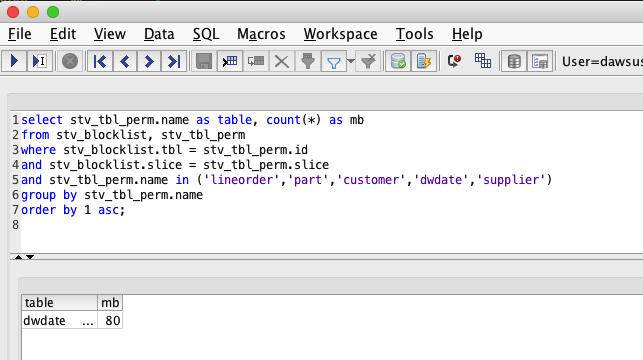 File Edit View Data SQL Macros Workspace Tools Help
User=dawsus
1 select stv_tbl_perm.name as table, count(*) as mb
2 from stv_blocklist, stv_tbl_perm
3 where stv_blocklist.tbl = stv_tbl_perm.id
4 and stv_blocklist.slice = stv_tbl_perm.slice
5 and stv_tbl_perm.name in ('lineorder','part','customer','dwdate','supplier')
6 group by stv_tbl_perm.name
7 order by 1 asc;
8
table mb
dwdate ... 80